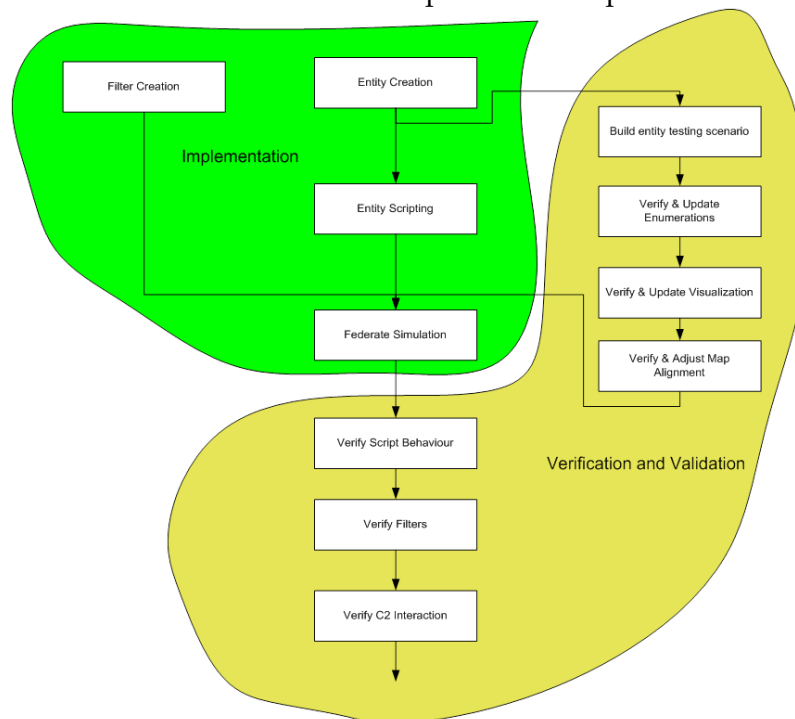 Filter Creation
Entity Creation
Build entity testing scenario
Implementation
Entity Scripting
Verify & Update
Enumerations
Verify & Update Visualization
Federate Simulation
Verify & Adjust Map
Alignment
Verify Script Behaviour
Verification and Validation
Verify Filters
Verify C2 Interaction